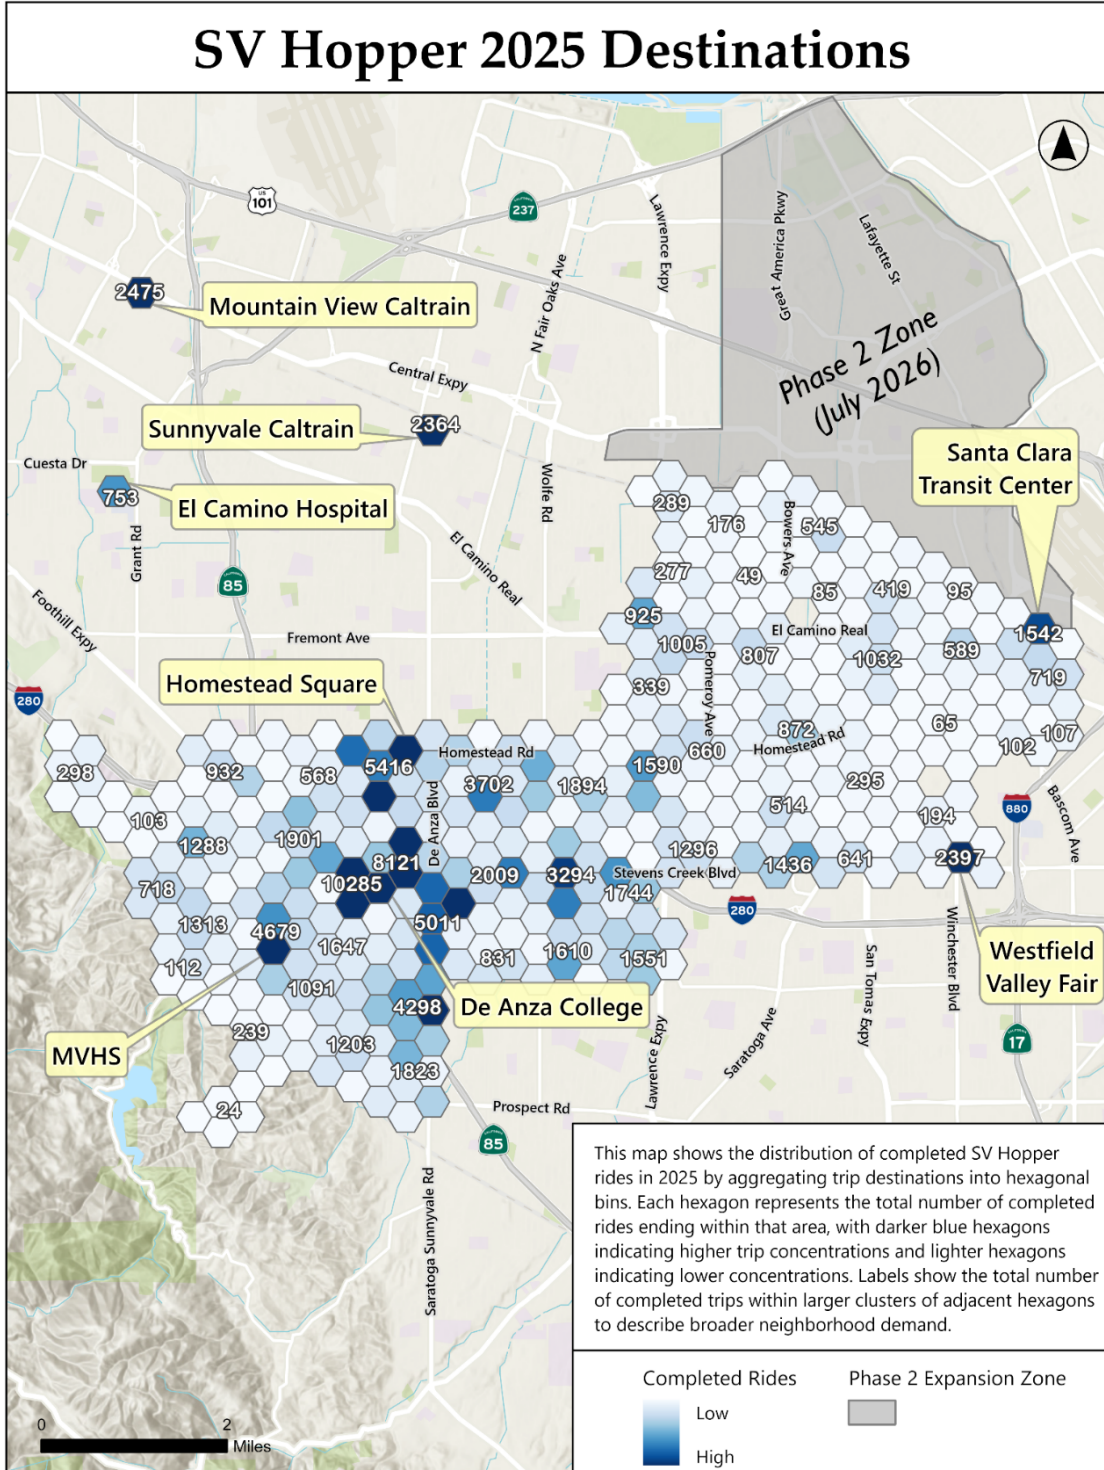 SV Hopper 2025 Destinations
US
101
CALIFORNIA
237
Lawrence Expy
Great America Pkwy
Lafayette St
N Fair Oaks Ave
2475
Mountain View Caltrain
Phase 2 Zone
(July 2026)
Central Expy
2364
Sunnyvale Caltrain
Santa Clara
Transit Center
Cuesta Dr
753
El Camino Hospital
Wolfe Rd
Grant Rd
El Camino Real
85
Foothill Expy
Fremont Ave
289
176
Bowers Ave
545
277
49
85
419
95
925
El Camino Real
1542
1005
807
1032
589
Pomeroy Ave
719
339
Homestead Square
280
872
65
107
660
Homestead Rd
102
298
932
568
5416
Homestead Rd
3702
1894
1590
295
De Anza Blvd
514
194
880
Bascom Ave
103
1288
1901
8121
1296
1436
641
2397
718
10285
2009
3294
Stevens Creek Blvd
1744
280
1313
4679
5011
Winchester Blvd
112
1647
831
1610
1551
San Tomas Expy
Westfield
Valley Fair
1091
4298
De Anza College
239
1203
MVHS
Lawrence Expy
Saratoga Ave
17
1823
24
Prospect Rd
85
Saratoga Sunnyvale Rd
This map shows the distribution of completed SV Hopper
rides in 2025 by aggregating trip destinations into hexagonal
bins. Each hexagon represents the total number of completed
rides ending within that area, with darker blue hexagons
indicating higher trip concentrations and lighter hexagons
indicating lower concentrations. Labels show the total number
of completed trips within larger clusters of adjacent hexagons
to describe broader neighborhood demand.
Completed Rides
Low
High
Phase 2 Expansion Zone
0
2
Miles